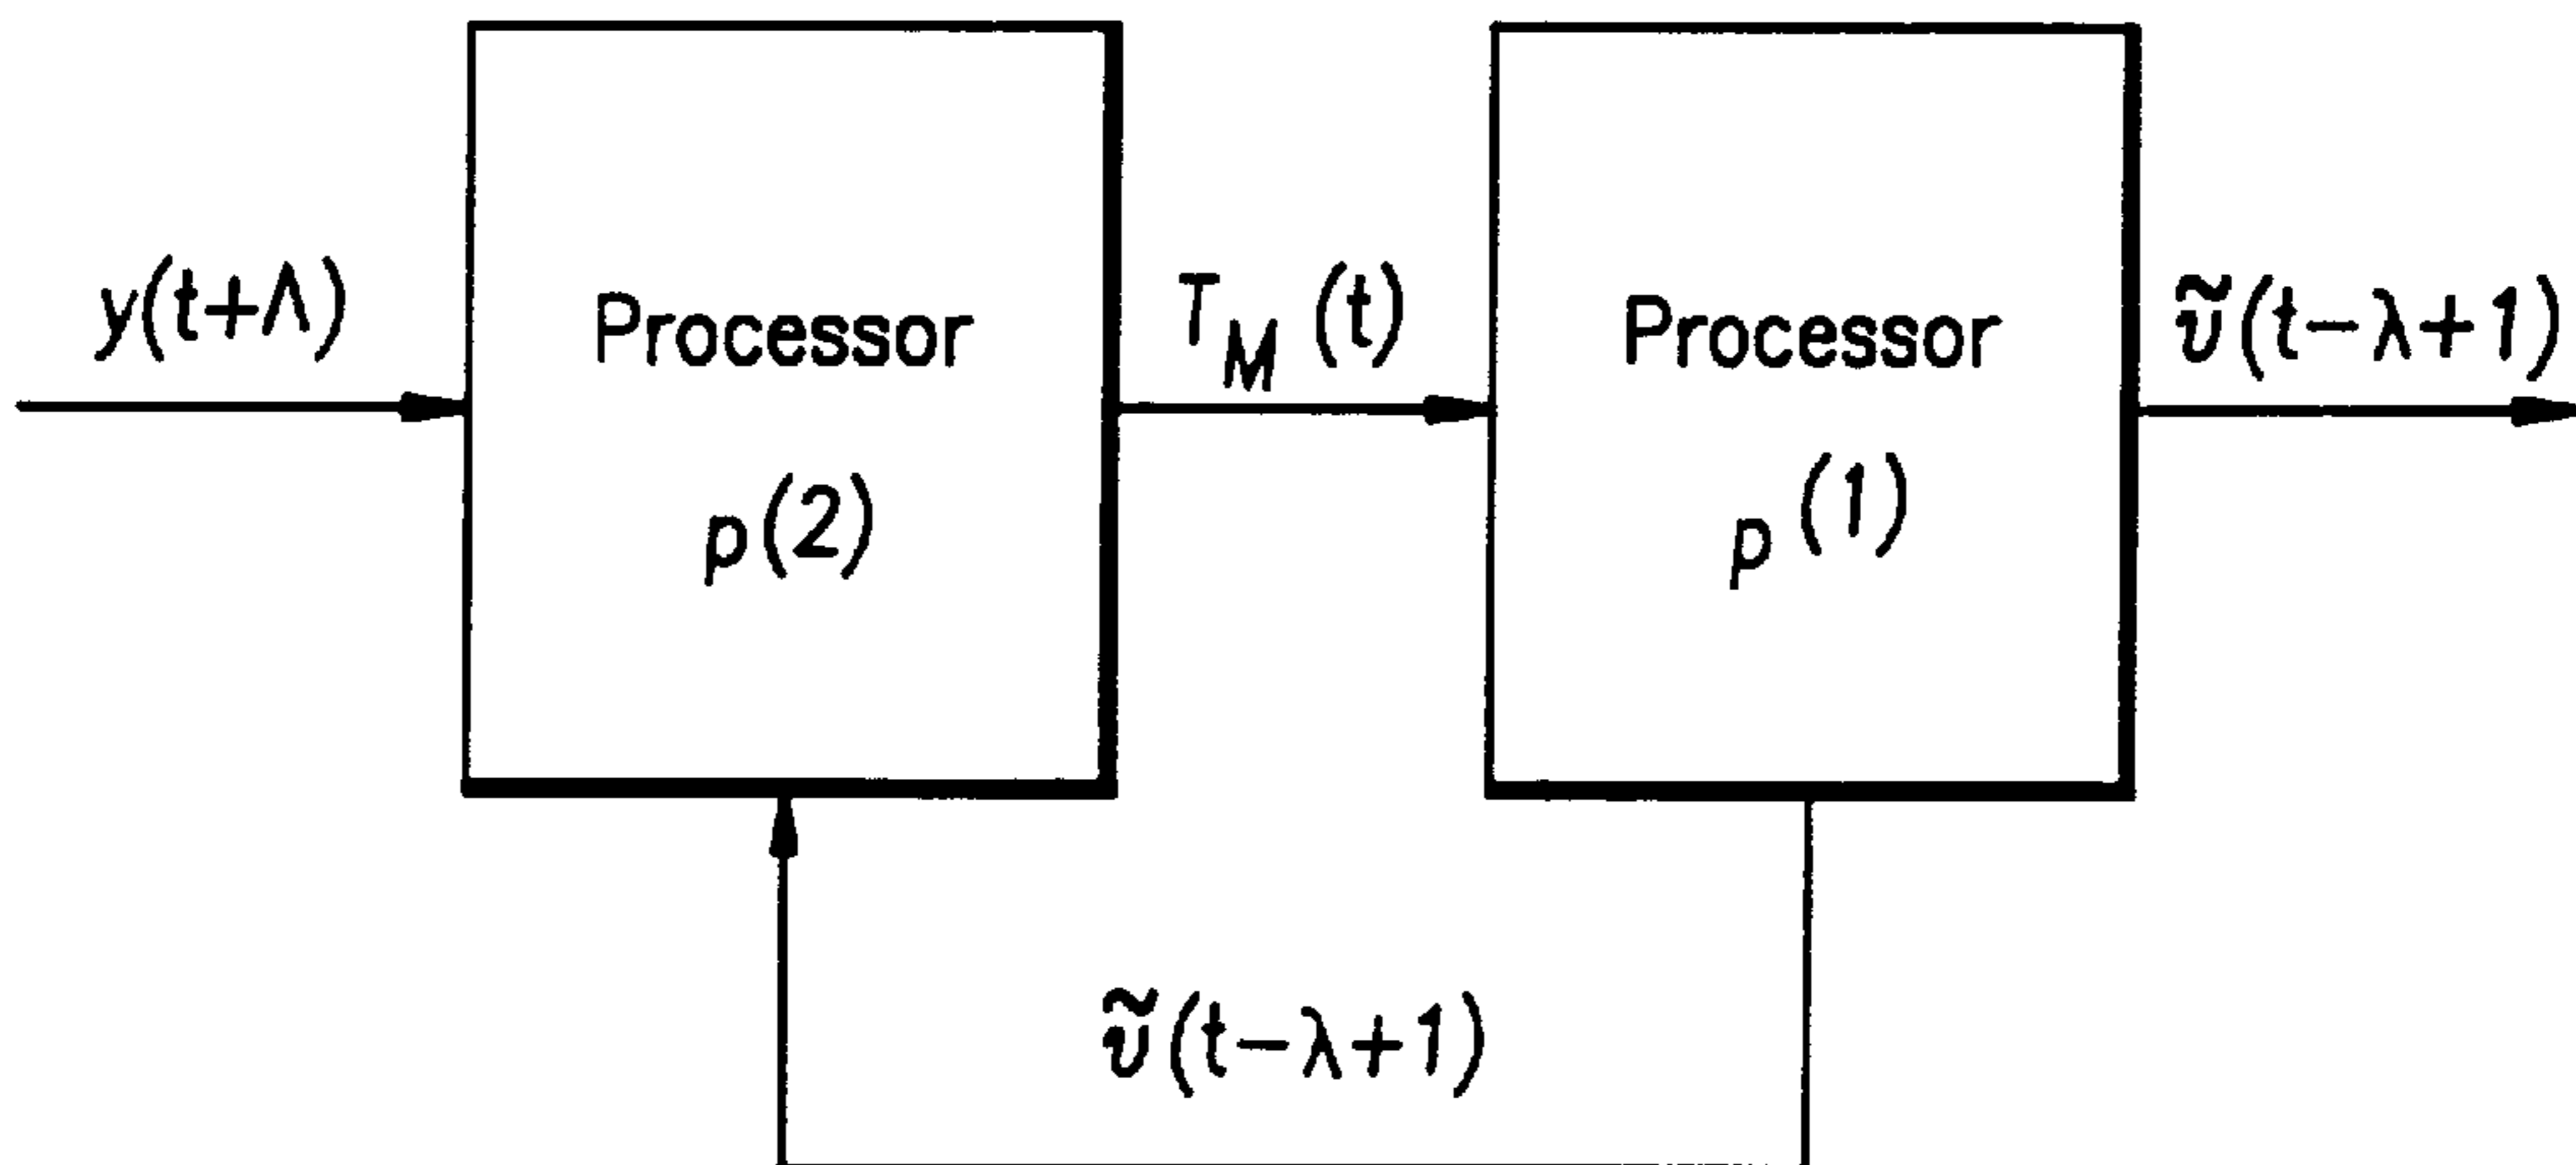 y(t+Λ)
Processor
p(2)
T_M(t)
Processor
p(1)
ṽ(t-λ+1)
ṽ(t-λ+1)